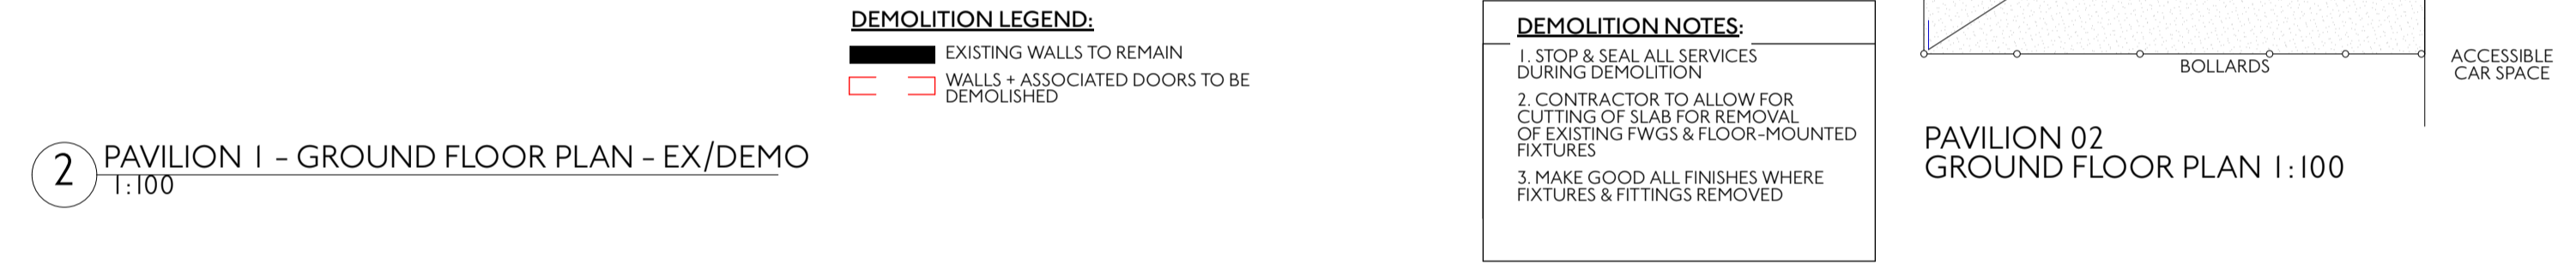 DEMOLITION LEGEND:
EXISTING WALLS TO REMAIN
WALLS + ASSOCIATED DOORS TO BE
DEMOLISHED
2
PAVILION 1 - GROUND FLOOR PLAN - EX/DEMO
1:100
DEMOLITION NOTES:
1. STOP & SEAL ALL SERVICES
DURING DEMOLITION
2. CONTRACTOR TO ALLOW FOR
CUTTING OF SLAB FOR REMOVAL
OF EXISTING FWGS & FLOOR-MOUNTED
FIXTURES
3. MAKE GOOD ALL FINISHES WHERE
FIXTURES & FITTINGS REMOVED
BOLLARDS
ACCESSIBLE
CAR SPACE
PAVILION 02
GROUND FLOOR PLAN 1:100